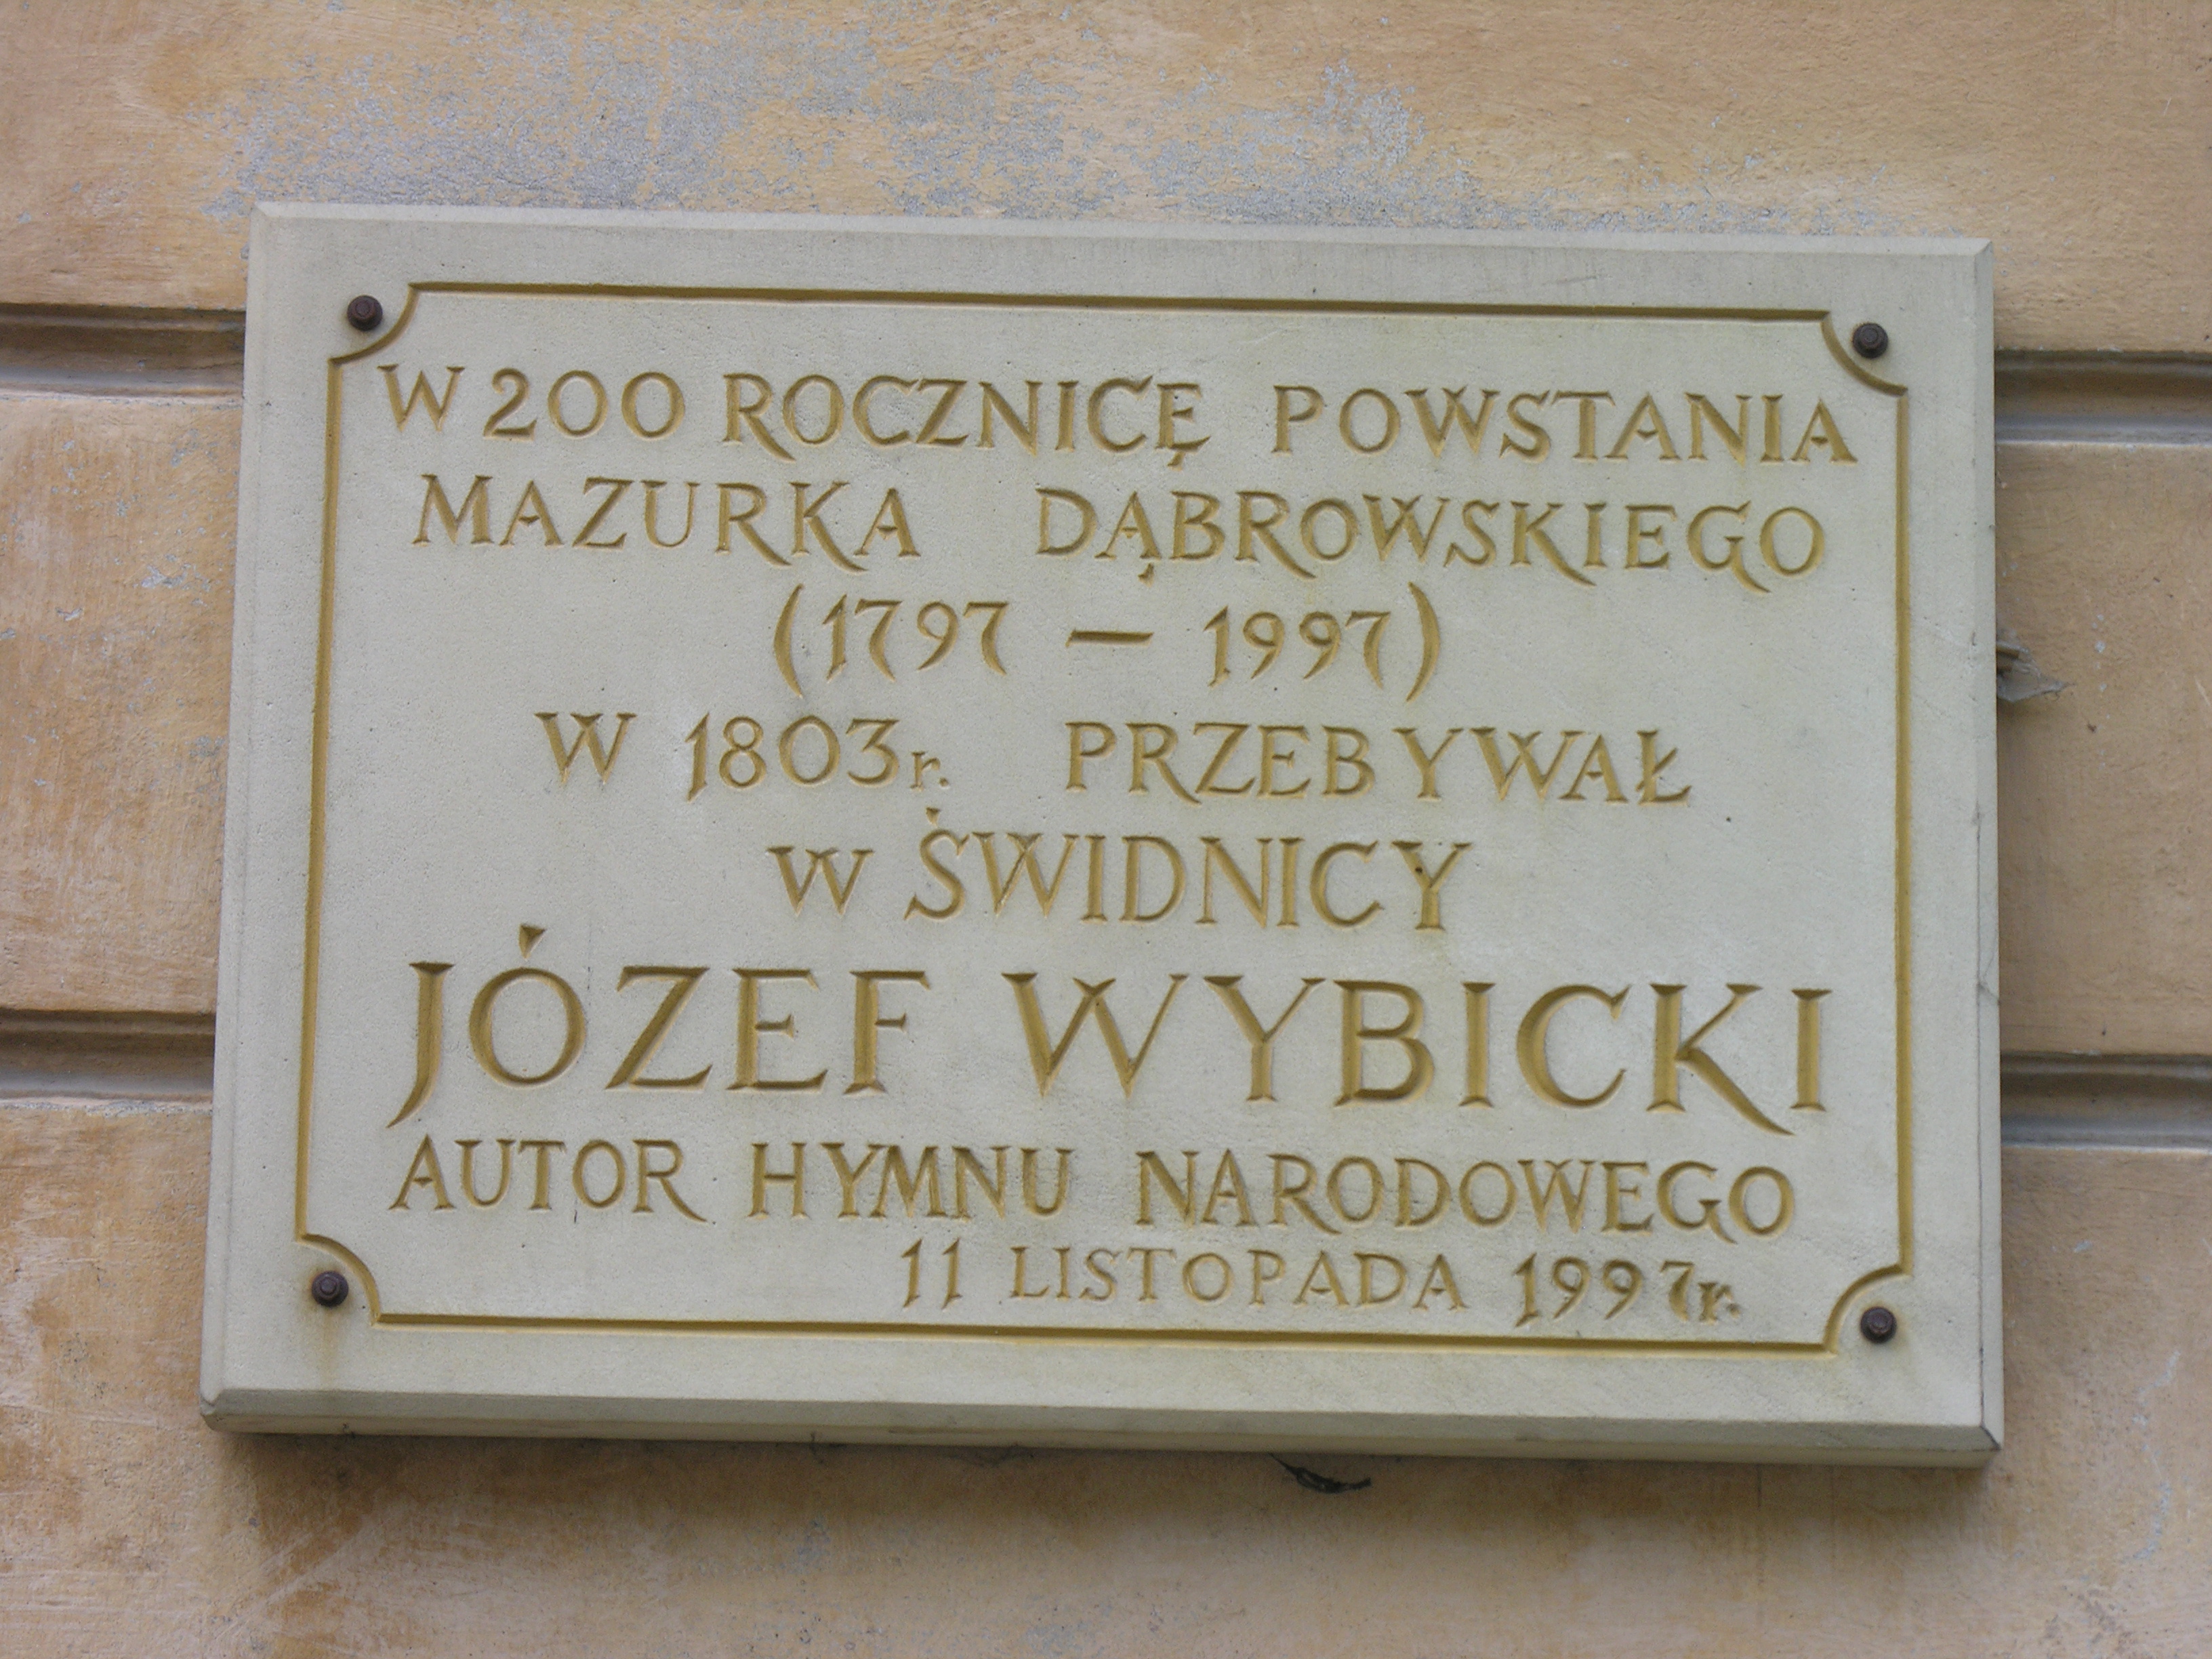 W 200 ROCZNICĘ POWSTANIA
MAZURKA DĄBROWSKIEGO
(1797 — 1997)
W 1803r. PRZEBYWAŁ
W ŚWIDNICY
JÓZEF WYBICKI
AUTOR HYMNU NARODOWEGO
11 LISTOPADA 1997r.